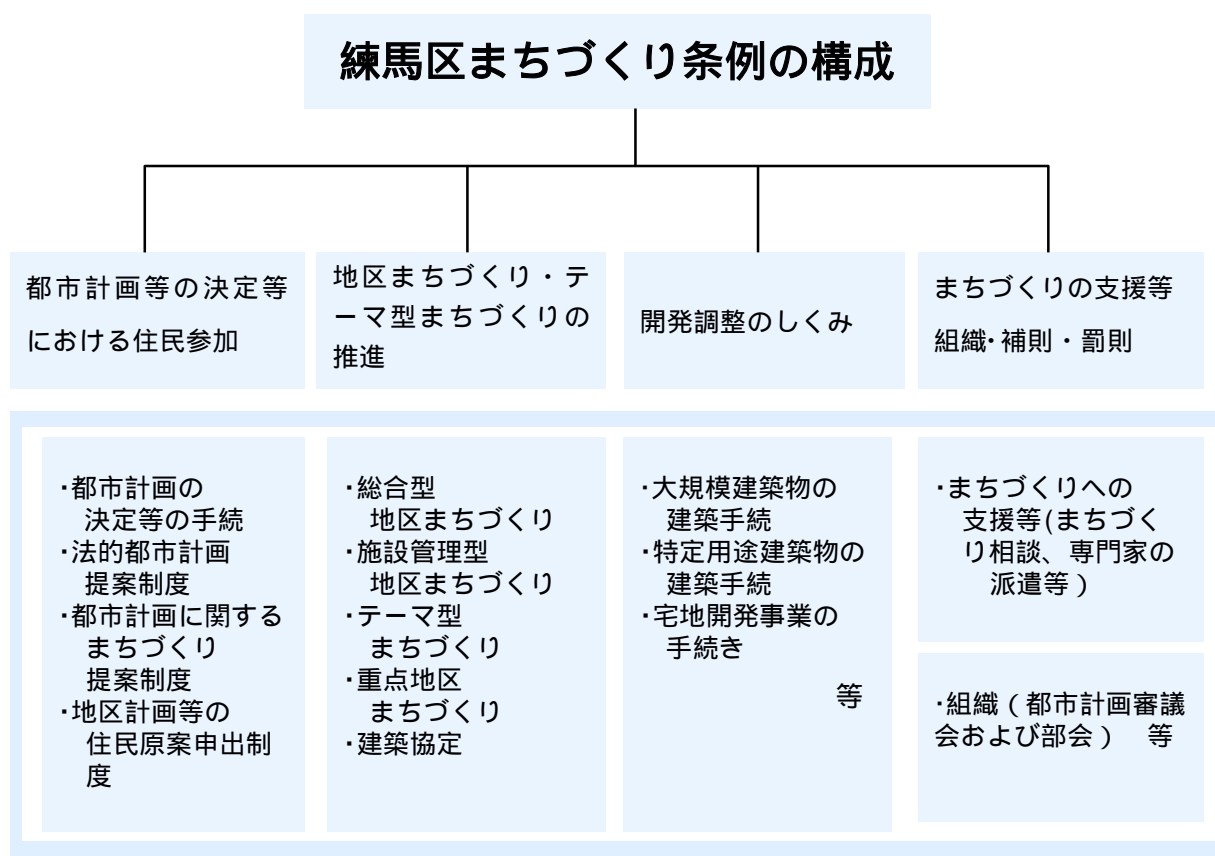 練馬区まちづくり条例の構成
都市計画等の決定等
における住民参加
地区まちづくり・テ
ーマ型まちづくりの
推進
開発調整のしくみ
まちづくりの支援等
組織・補則・罰則
・都市計画の
決定等の手続
・法的都市計画
提案制度
・都市計画に関する
まちづくり
提案制度
・地区計画等の
住民原案申出制
度
・総合型
地区まちづくり
・施設管理型
地区まちづくり
・テーマ型
まちづくり
・重点地区
まちづくり
・建築協定
・大規模建築物の
建築手続
・特定用途建築物の
建築手続
・宅地開発事業の
手続き
等
・まちづくりへの
支援等(まちづく
り相談、専門家の
派遣等）
・組織（都市計画審議
会および部会）　等